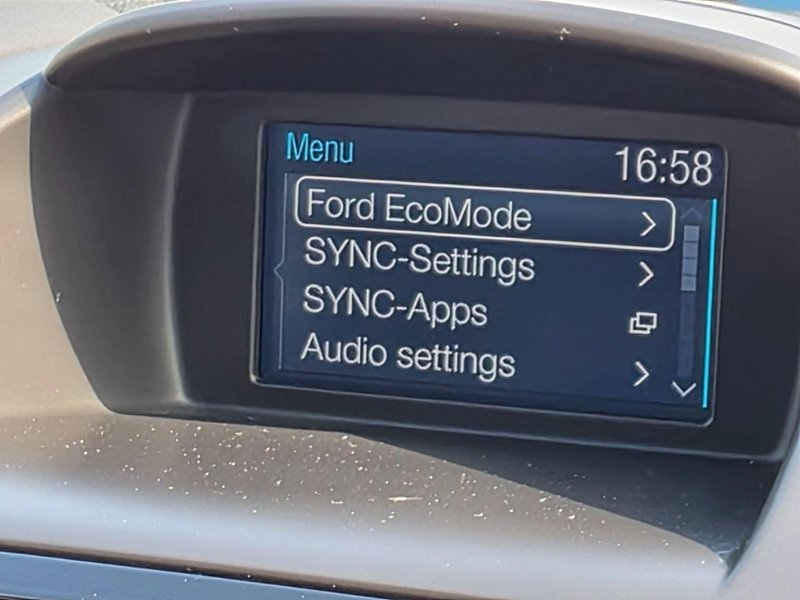 Menu
16:58
Ford EcoMode
SYNC-Settings
SYNC-Apps
Audio settings